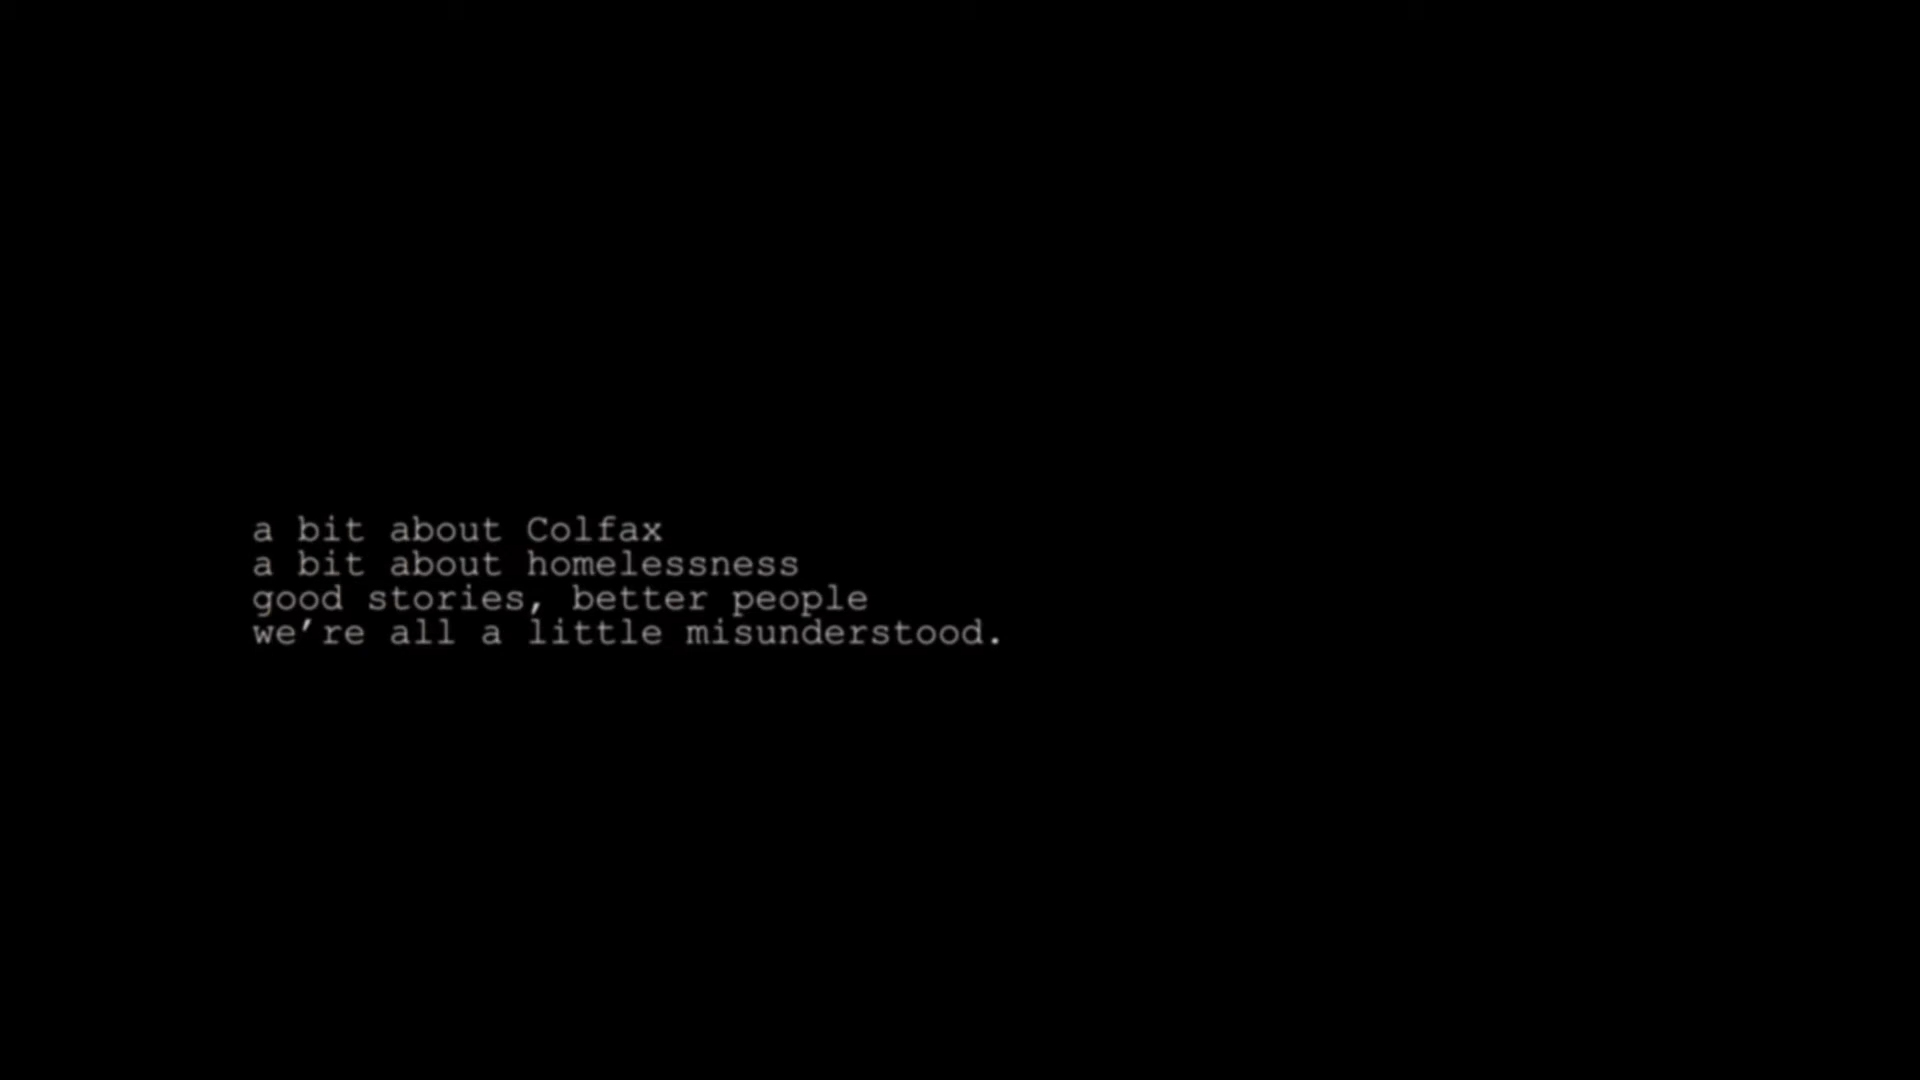 a bit about Colfax
a bit about homelessness
good stories, better people
we’re all a little misunderstood.